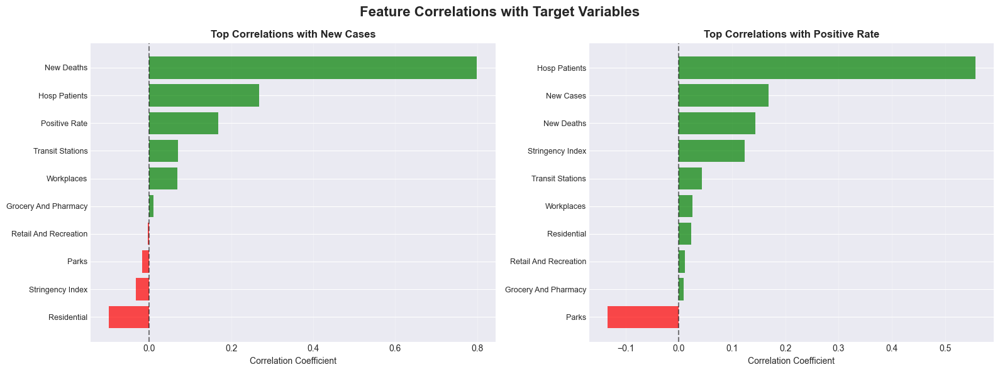 Feature Correlations with Target Variables
Top Correlations with New Cases
New Deaths
Hosp Patients
Positive Rate
Transit Stations
Workplaces
Grocery And Pharmacy
Retail And Recreation
Parks
Stringency Index
Residential
0.0 0.2 0.4 0.6 0.8
Correlation Coefficient
Top Correlations with Positive Rate
Hosp Patients
New Cases
New Deaths
Stringency Index
Transit Stations
Workplaces
Residential
Retail And Recreation
Grocery And Pharmacy
Parks
−0.1 0.0 0.1 0.2 0.3 0.4 0.5
Correlation Coefficient